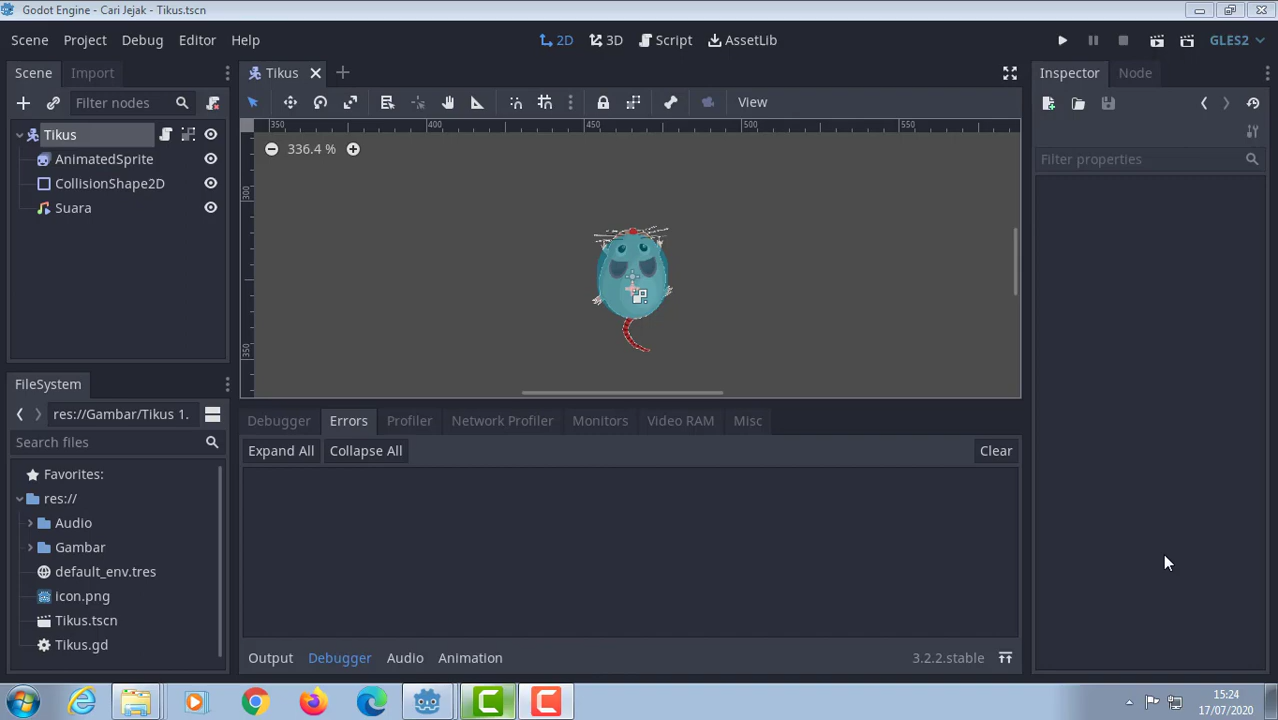 Godot Engine - Cari Jejak - Tikus.tscn
Scene Project Debug Editor Help
2D 3D Script AssetLib
GLES2
Scene Import
Filter nodes
Tikus
AnimatedSprite
CollisionShape2D
Suara
FileSystem
res://Gambar/Tikus 1.
Search files
Favorites:
res://
Audio
Gambar
default_env.tres
icon.png
Tikus.tscn
Tikus.gd
Tikus
View
350 400 450 500 550
336.4 %
300
350
Debugger Errors Profiler Network Profiler Monitors Video RAM Misc
Expand All Collapse All Clear
Output Debugger Audio Animation 3.2.2.stable
Inspector Node
Filter properties
15:24
17/07/2020